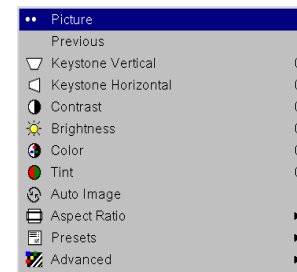 Picture
Previous
Keystone Vertical
Keystone Horizontal
Contrast
Brightness
Color
Tint
Auto Image
Aspect Ratio
Presets
Advanced